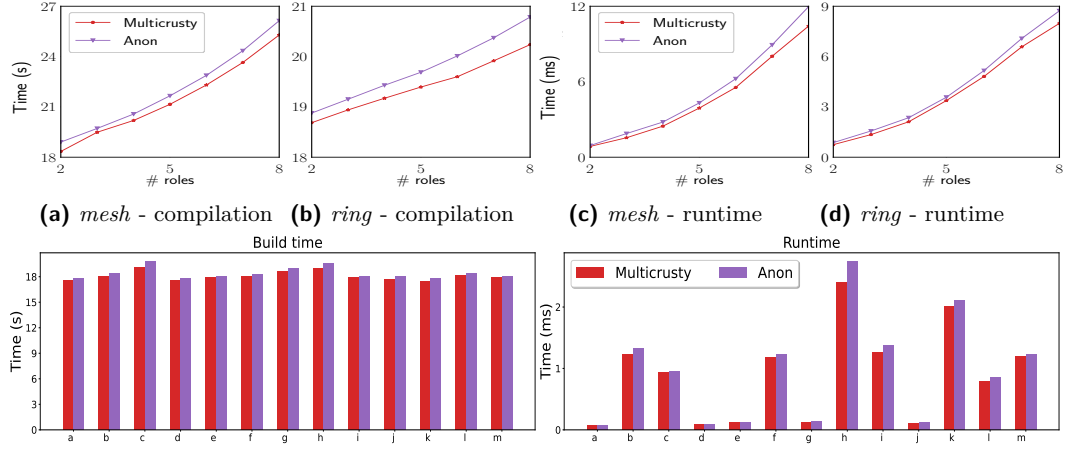 27
24
21
18
Time (s)
Multicrusty
Anon
2
5
8
# roles
21
20
19
18
2
5
8
# roles
12
6
0
Time (ms)
Multicrusty
Anon
2
5
8
# roles
9
6
3
0
2
5
8
# roles
(a) mesh - compilation
(b) ring - compilation
(c) mesh - runtime
(d) ring - runtime
Build time
18
15
12
9
6
3
0
Time (s)
a b c d e f g h i j k l m
Runtime
Multicrusty
Anon
2
1
0
Time (ms)
a b c d e f g h i j k l m